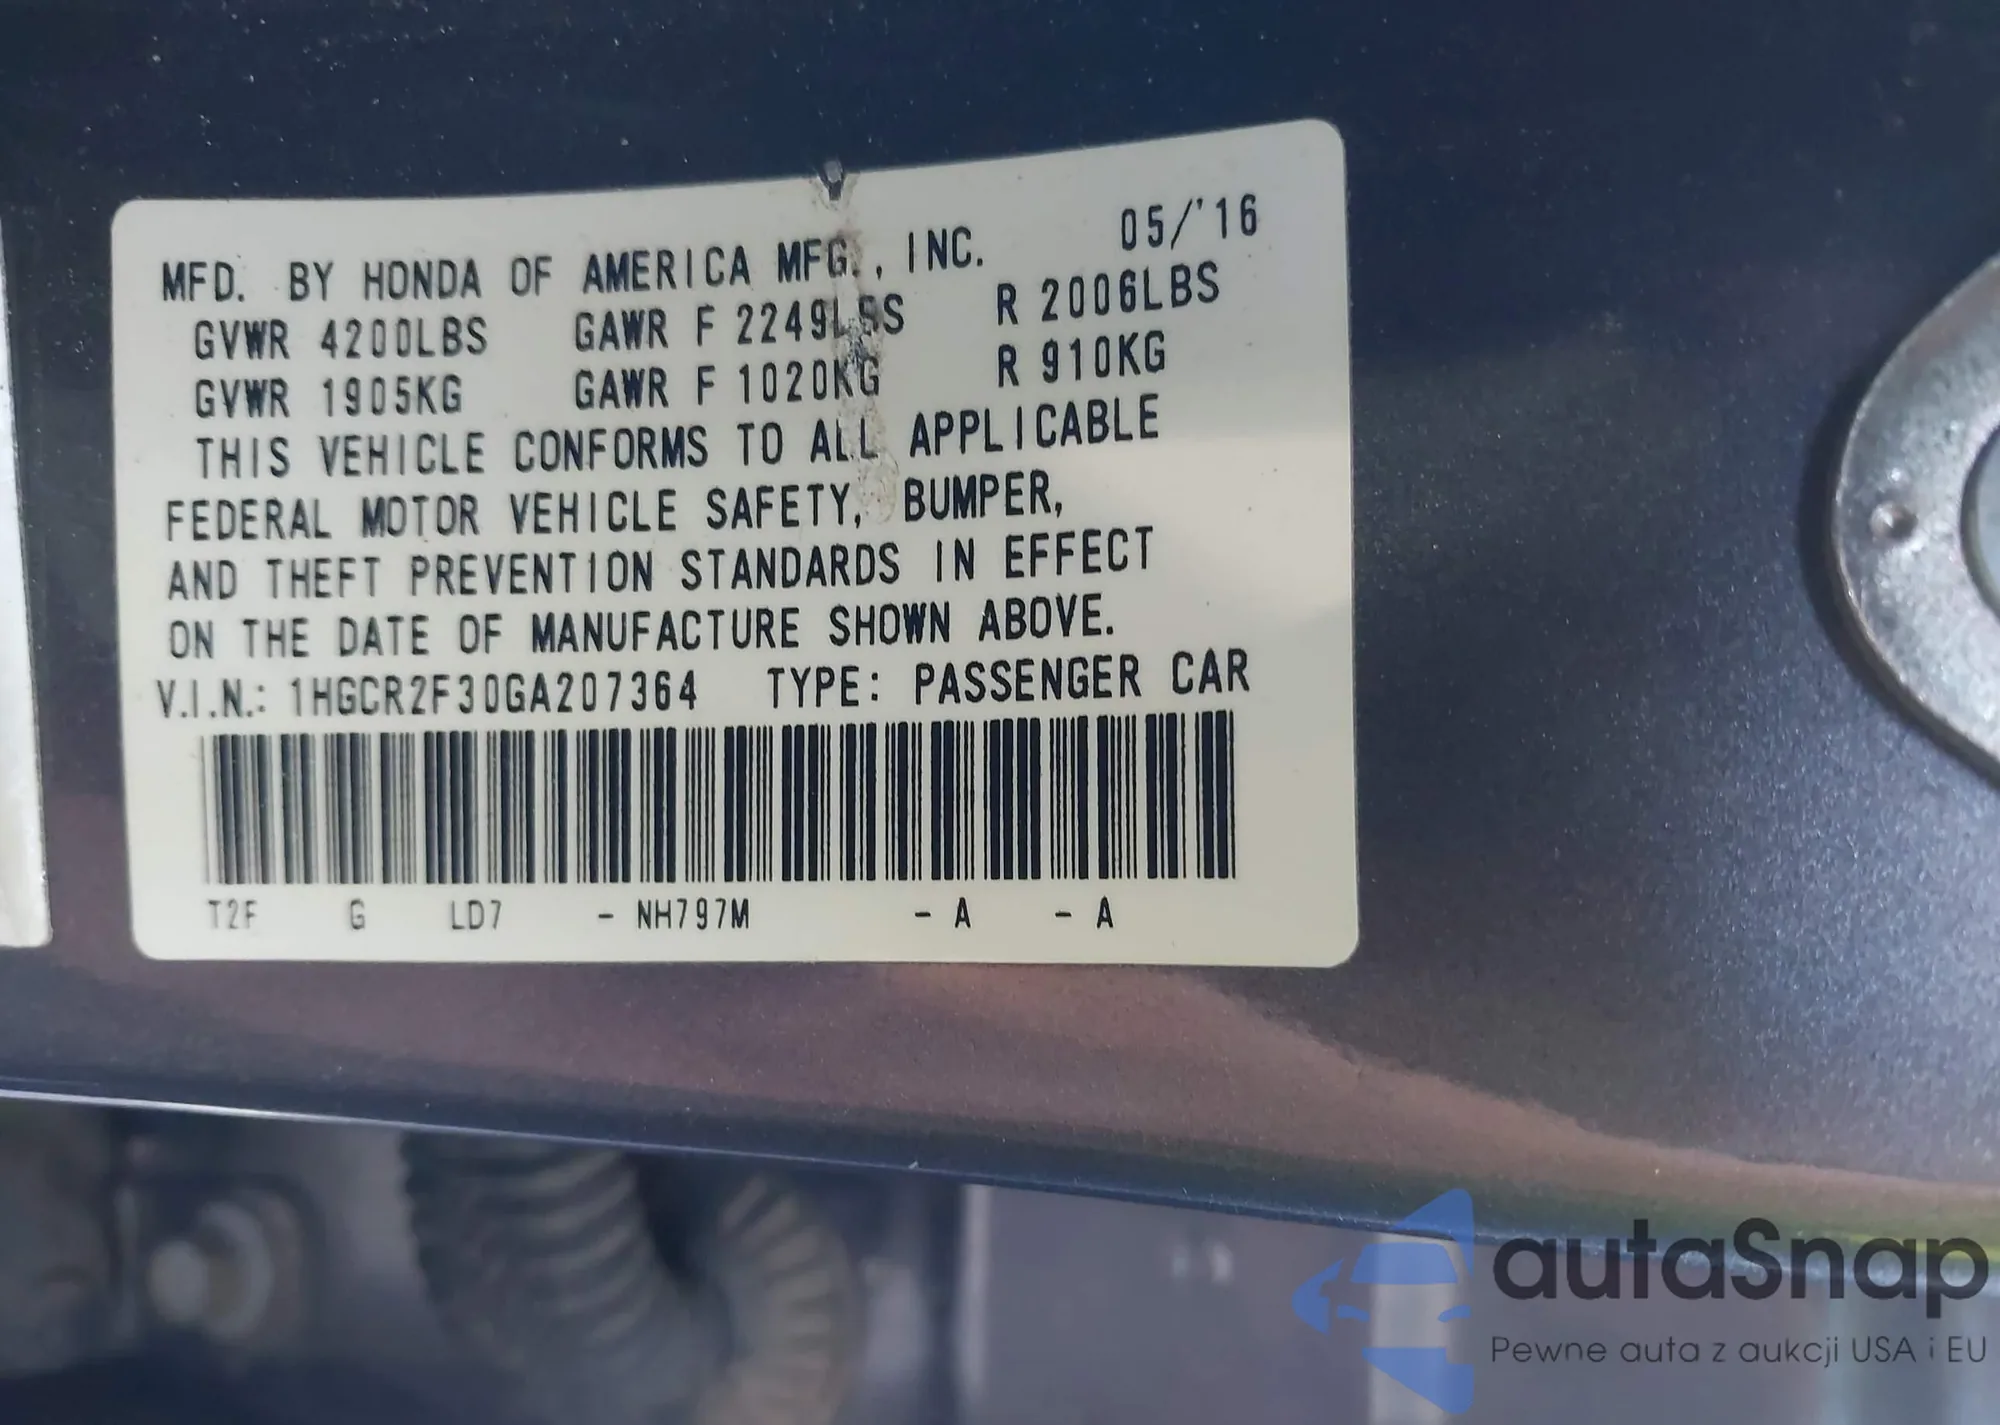 MFD. BY HONDA OF AMERICA MFG., INC. 05/'16
GVWR 4200LBS GAWR F 2249LBS R 2006LBS
GVWR 1905KG GAWR F 1020KG R 910KG
THIS VEHICLE CONFORMS TO ALL APPLICABLE
FEDERAL MOTOR VEHICLE SAFETY, BUMPER,
AND THEFT PREVENTION STANDARDS IN EFFECT
ON THE DATE OF MANUFACTURE SHOWN ABOVE.
V.I.N.: 1HGCR2F30GA207364 TYPE: PASSENGER CAR
T2F G LD7 - NH797M - A - A
autaSnap
Pewne auta z aukcji USA i EU